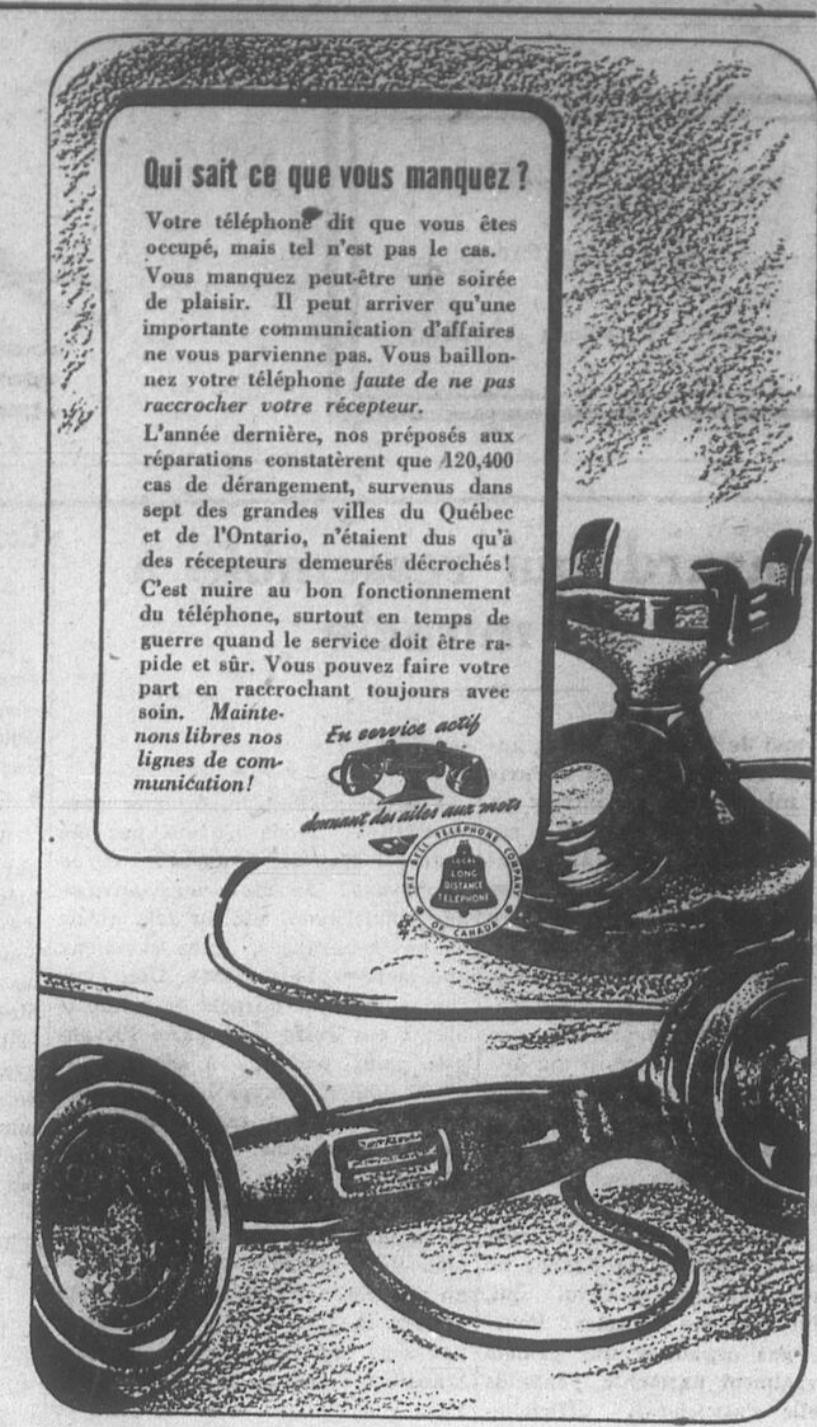 Qui sait ce que vous manquez ?
Votre téléphone dit que vous êtes
occupé, mais tel n'est pas le cas.
Vous manquez peut-être une soirée
de plaisir. Il peut arriver qu'une
importante communication d'affaires
ne vous parvienne pas. Vous baillon-
nez votre téléphone faute de ne pas
raccrocher votre récepteur.
L'année dernière, nos préposés aux
réparations constatèrent que 120,400
cas de dérangement, survenus dans
sept des grandes villes du Québec
et de l'Ontario, n'étaient dus qu'à
des récepteurs demeurés décrochés!
C'est nuire au bon fonctionnement
du téléphone, surtout en temps de
guerre quand le service doit être ra-
pide et sûr. Vous pouvez faire votre
part en raccrochant toujours avec
soin. Mainte-
nons libres nos
lignes de com-
munication!
En service actif
donnant des ailes aux mots
THE BELL TELEPHONE COMPANY
OF CANADA
LOCAL
LONG
DISTANCE
TELEPHONE